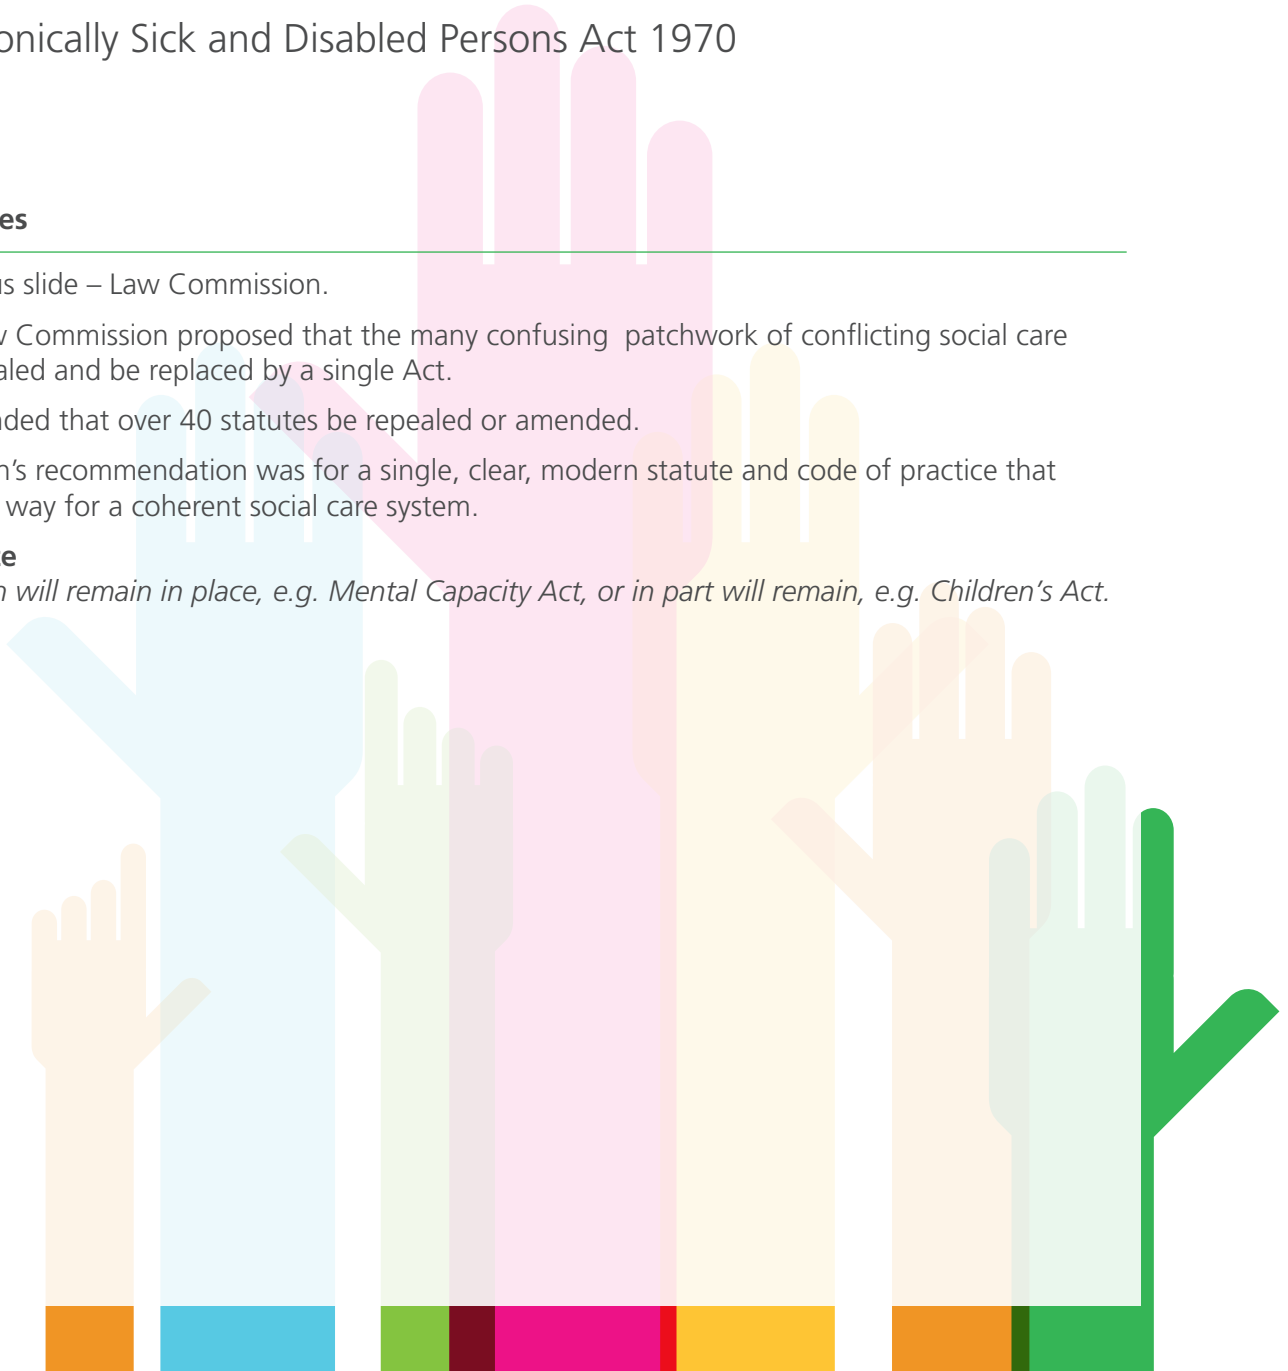 onically Sick and Disabled Persons Act 1970
es
us slide – Law Commission.
w Commission proposed that the many confusing patchwork of conflicting social care
aled and be replaced by a single Act.
nded that over 40 statutes be repealed or amended.
n’s recommendation was for a single, clear, modern statute and code of practice that
way for a coherent social care system.
te
n will remain in place, e.g. Mental Capacity Act, or in part will remain, e.g. Children’s Act.